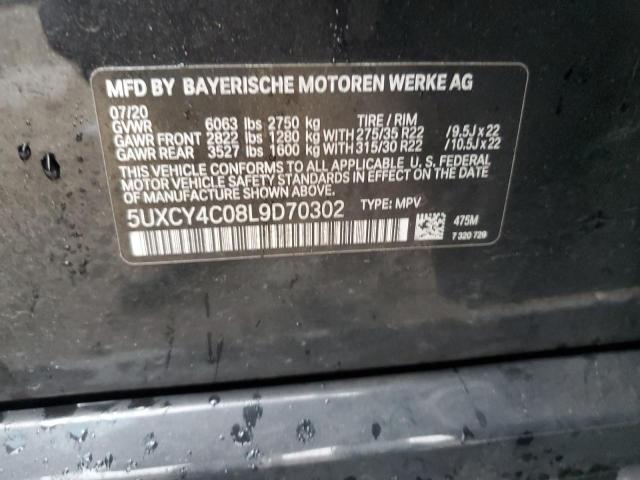 MFD BY BAYERISCHE MOTOREN WERKE AG
07/20
GVWR 6063 lbs 2750 kg TIRE / RIM
GAWR FRONT 2822 lbs 1280 kg WITH 275/35 R22 /9.5J x 22
GAWR REAR 3527 lbs 1600 kg WITH 315/30 R22 /10.5J x 22
THIS VEHICLE CONFORMS TO ALL APPLICABLE U.S. FEDERAL
MOTOR VEHICLE SAFETY STANDARDS IN EFFECT ON THE DATE
OF MANUFACTURE SHOWN ABOVE.
5UXCY4C08L9D70302 TYPE: MPV
475M
7 320 729